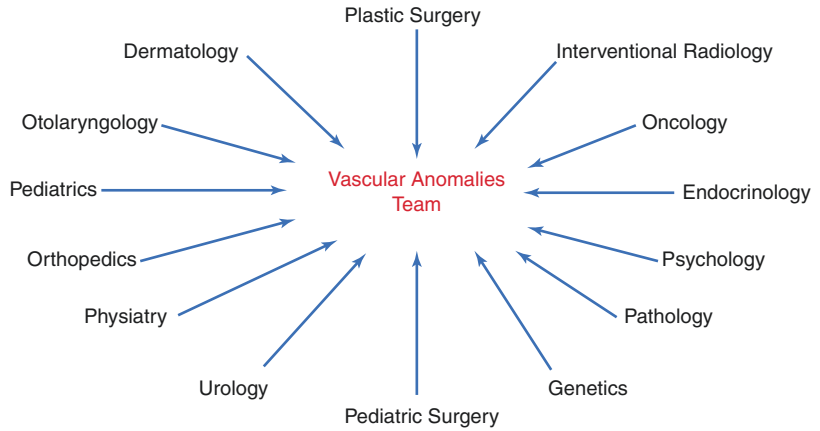 Plastic Surgery
Dermatology
Interventional Radiology
Otolaryngology
Oncology
Vascular Anomalies
Team
Pediatrics
Endocrinology
Orthopedics
Psychology
Physiatry
Pathology
Urology
Genetics
Pediatric Surgery